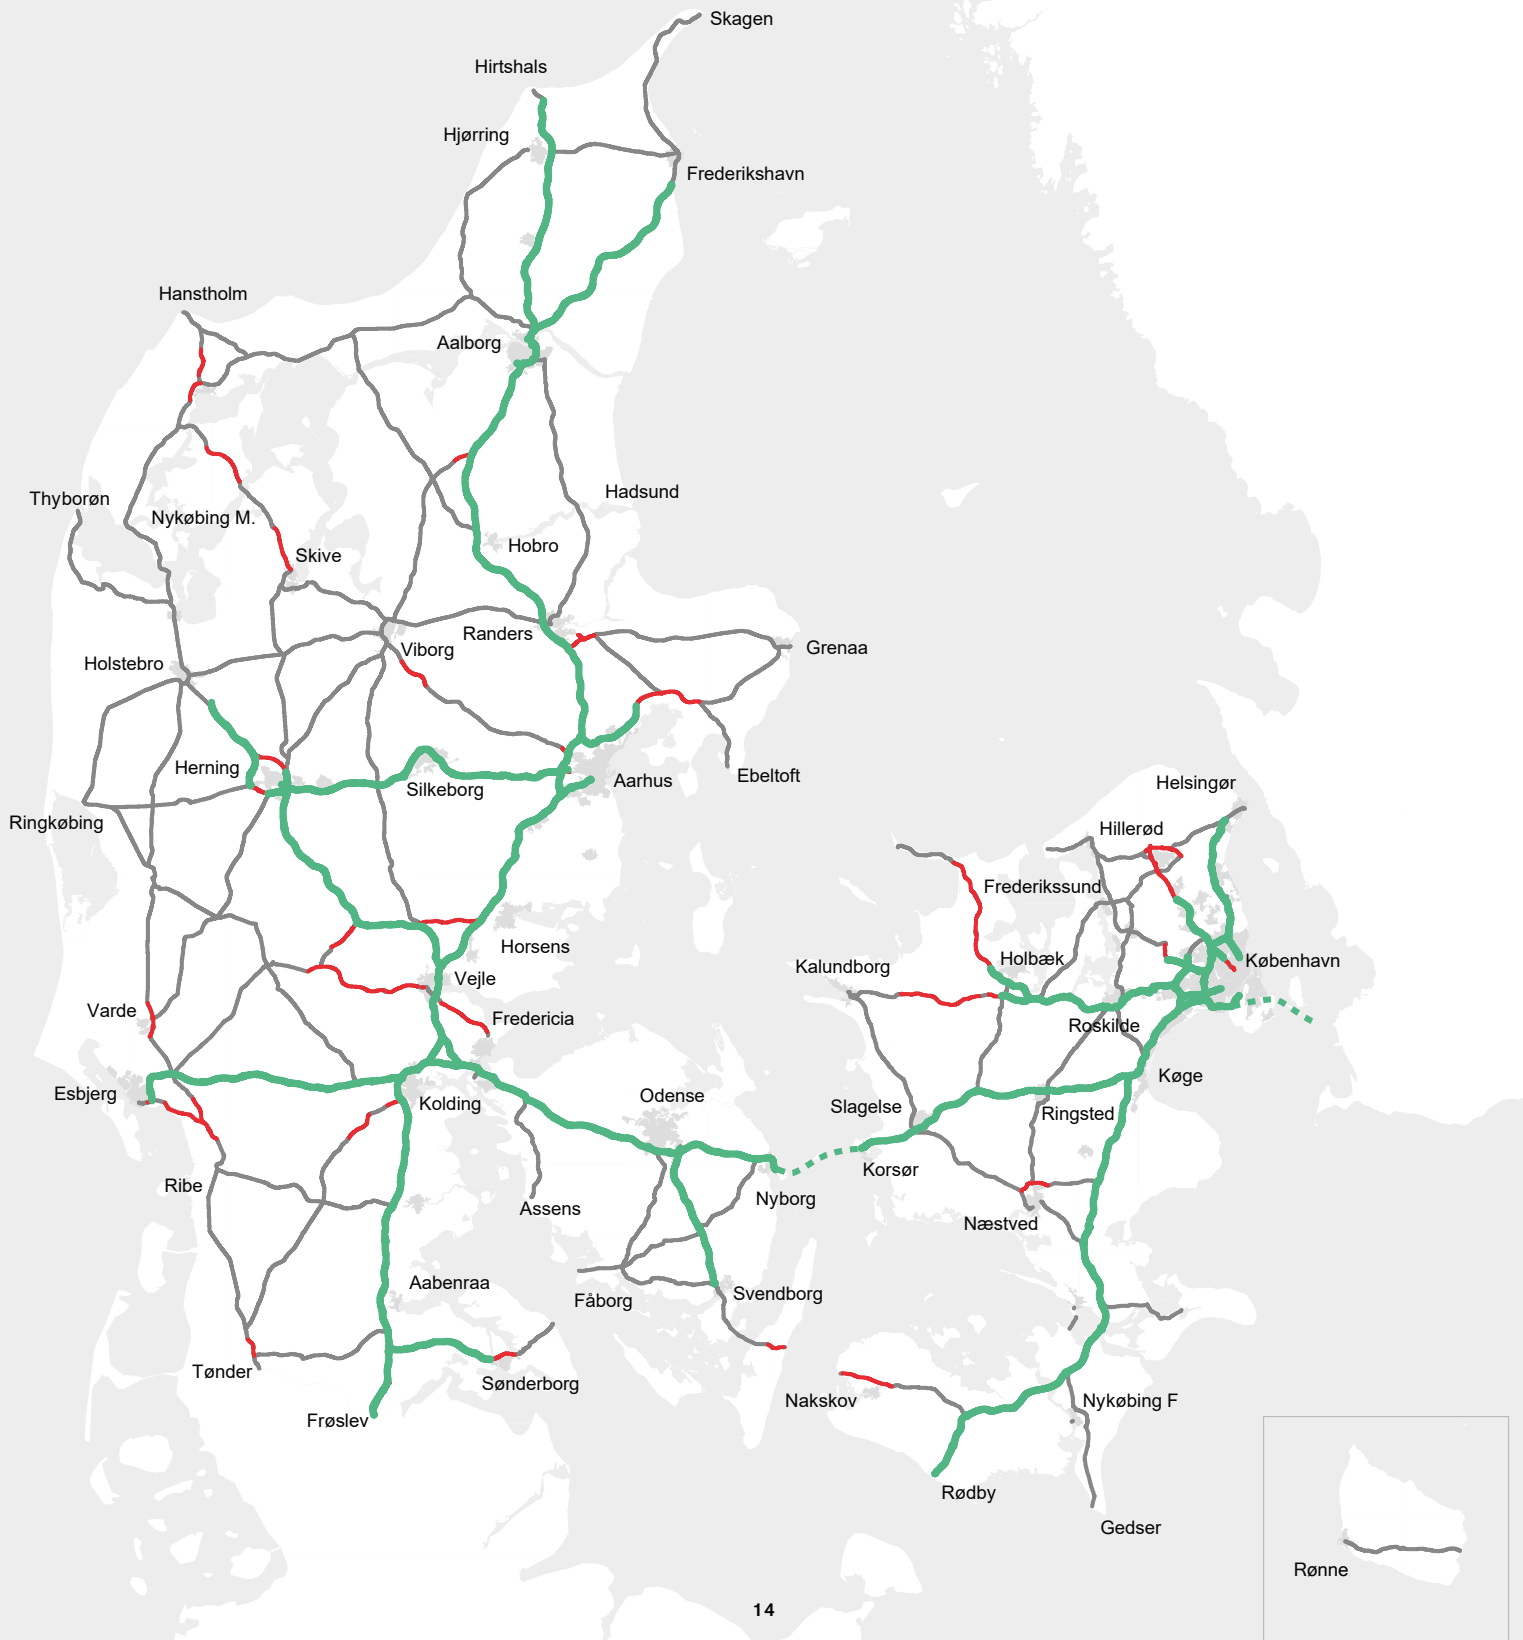 Skagen
Hirtshals
Hjørring
Frederikshavn
Hanstholm
Aalborg
Thyborøn
Hadsund
Nykøbing M.
Hobro
Skive
Randers
Grenaa
Viborg
Holstebro
Herning
Ebeltoft
Aarhus
Helsingør
Silkeborg
Ringkøbing
Hillerød
Frederikssund
Horsens
Holbæk
København
Kalundborg
Vejle
Varde
Fredericia
Roskilde
Køge
Esbjerg
Odense
Kolding
Slagelse
Ringsted
Korsør
Ribe
Nyborg
Assens
Næstved
Aabenraa
Svendborg
Fåborg
Tønder
Sønderborg
Nakskov
Nykøbing F
Frøslev
Rødby
Gedser
Rønne
14